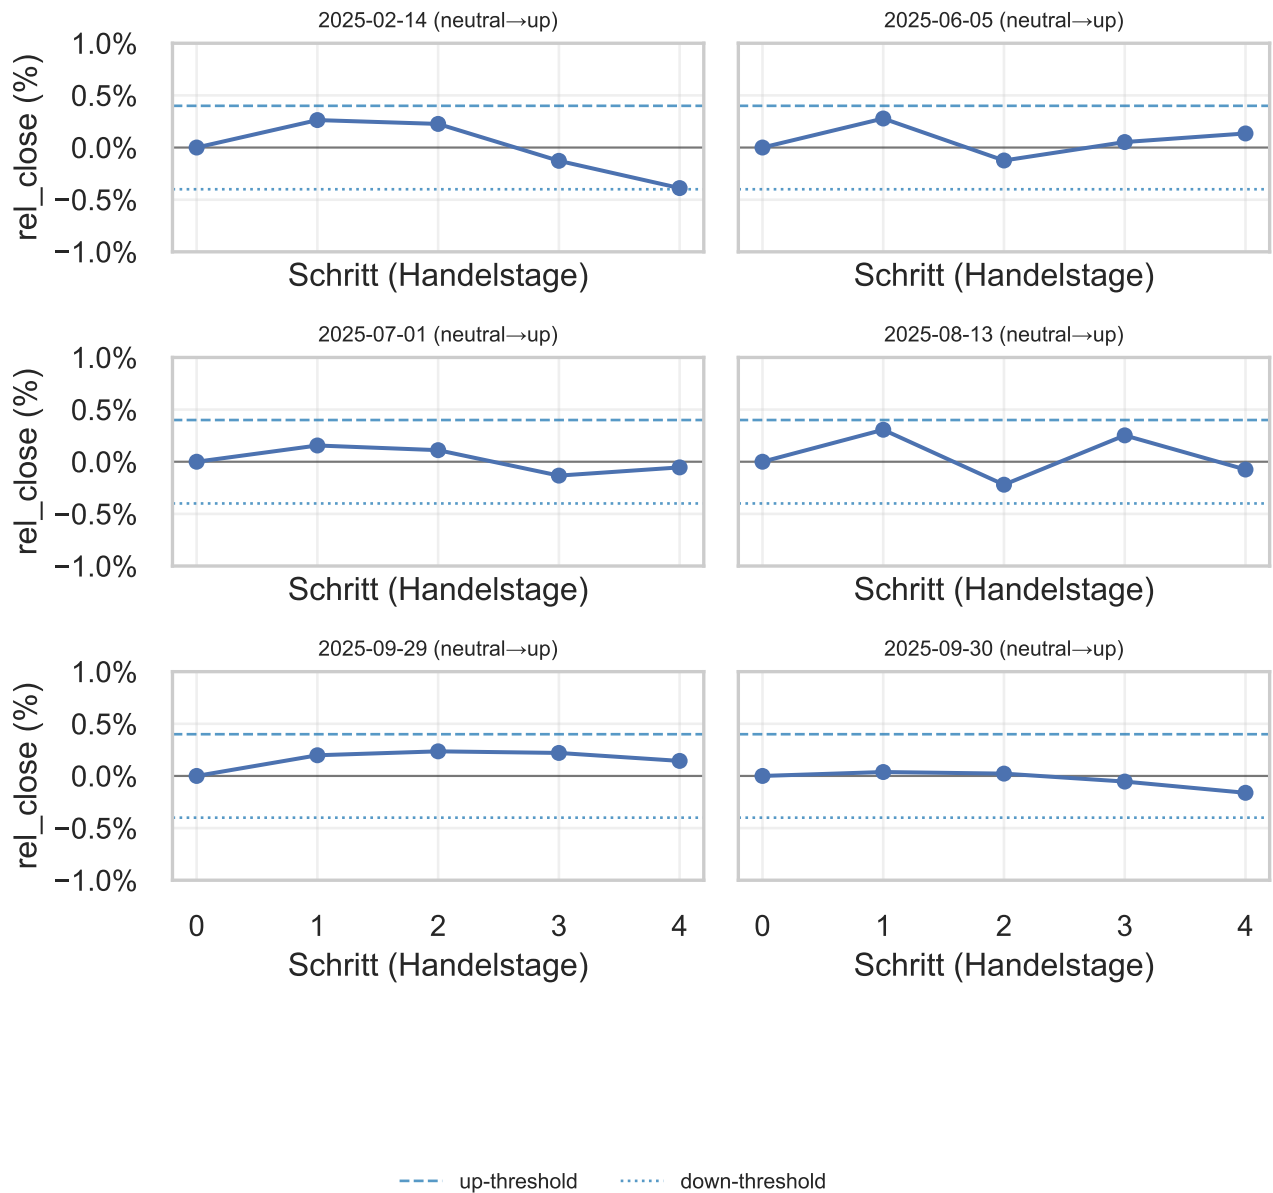 2025-02-14 (neutral→up)
2025-06-05 (neutral→up)
1.0%
0.5%
0.0%
−0.5%
−1.0%
rel_close (%)
Schritt (Handelstage)
Schritt (Handelstage)
2025-07-01 (neutral→up)
2025-08-13 (neutral→up)
1.0%
0.5%
0.0%
−0.5%
−1.0%
rel_close (%)
Schritt (Handelstage)
Schritt (Handelstage)
2025-09-29 (neutral→up)
2025-09-30 (neutral→up)
1.0%
0.5%
0.0%
−0.5%
−1.0%
rel_close (%)
0 1 2 3 4
0 1 2 3 4
Schritt (Handelstage)
Schritt (Handelstage)
up-threshold
down-threshold